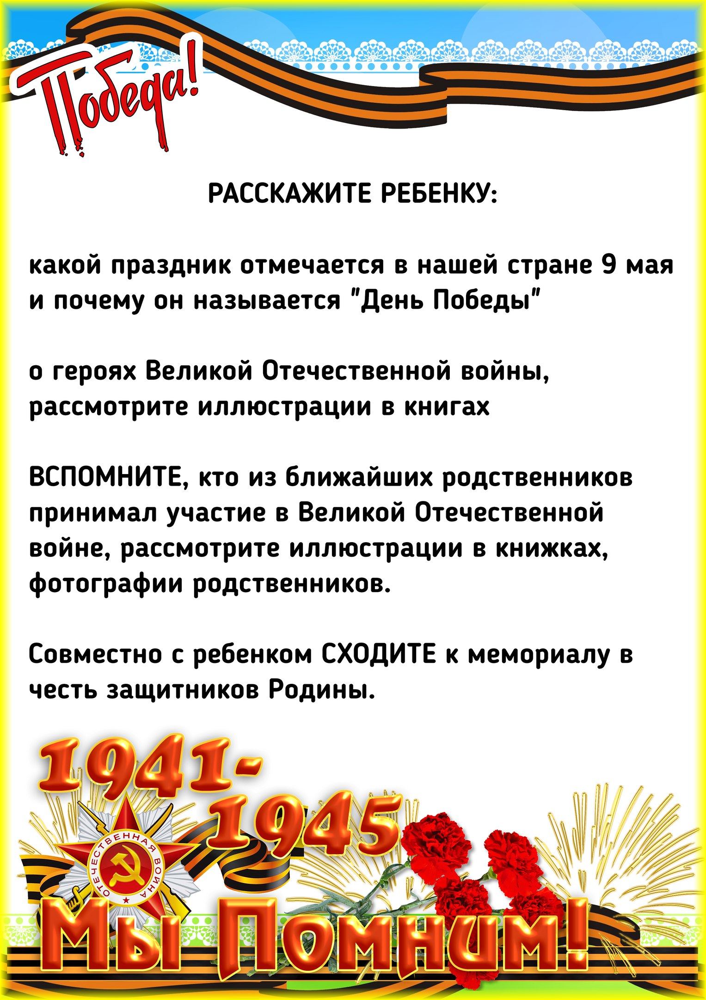 Победа!
РАССКАЖИТЕ РЕБЕНКУ:
какой праздник отмечается в нашей стране 9 мая
и почему он называется "День Победы"
о героях Великой Отечественной войны,
рассмотрите иллюстрации в книгах
ВСПОМНИТЕ, кто из ближайших родственников
принимал участие в Великой Отечественной
войне, рассмотрите иллюстрации в книжках,
фотографии родственников.
Совместно с ребенком СХОДИТЕ к мемориалу в
честь защитников Родины.
1941-
1945
ОТЕЧЕСТВЕННАЯ ВОЙНА
Мы Помним!